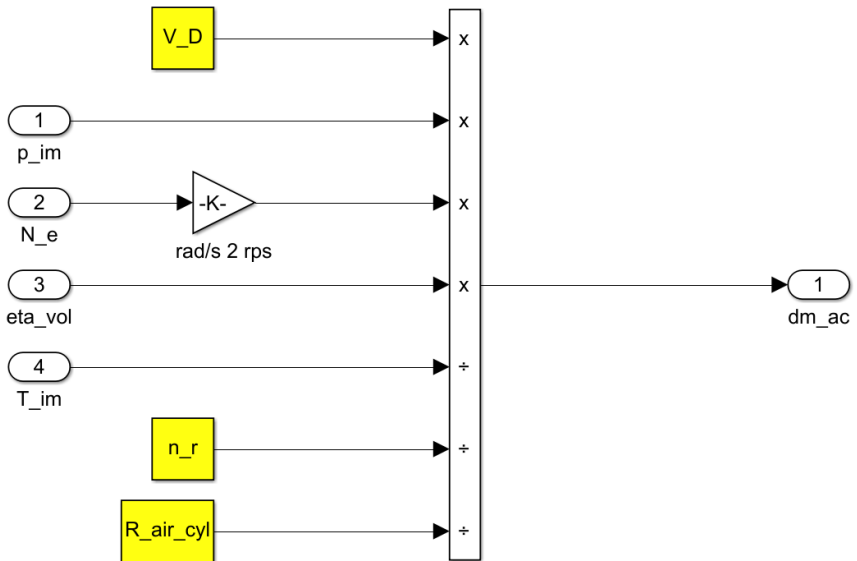 V_D
x
1
x
p_im
2
-K-
x
N_e
rad/s 2 rps
3
x
1
eta_vol
dm_ac
4
÷
T_im
n_r
÷
R_air_cyl
÷